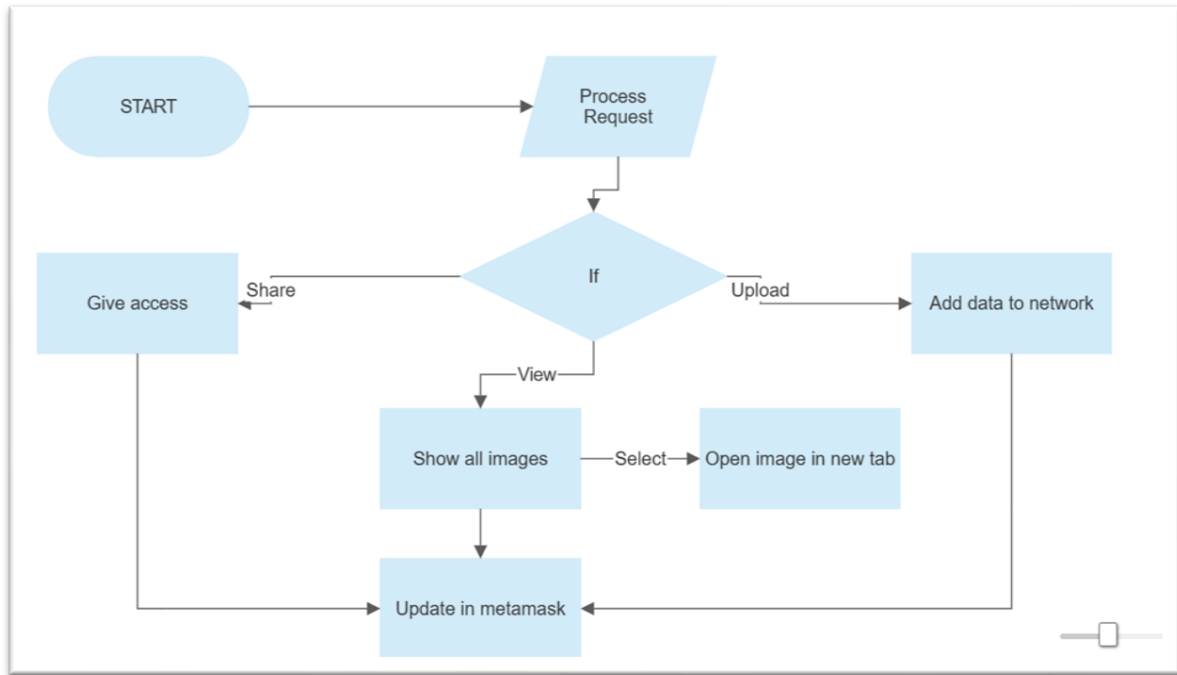 START
Process
Request
If
Share
Upload
Give access
Add data to network
View
Show all images
Select
Open image in new tab
Update in metamask